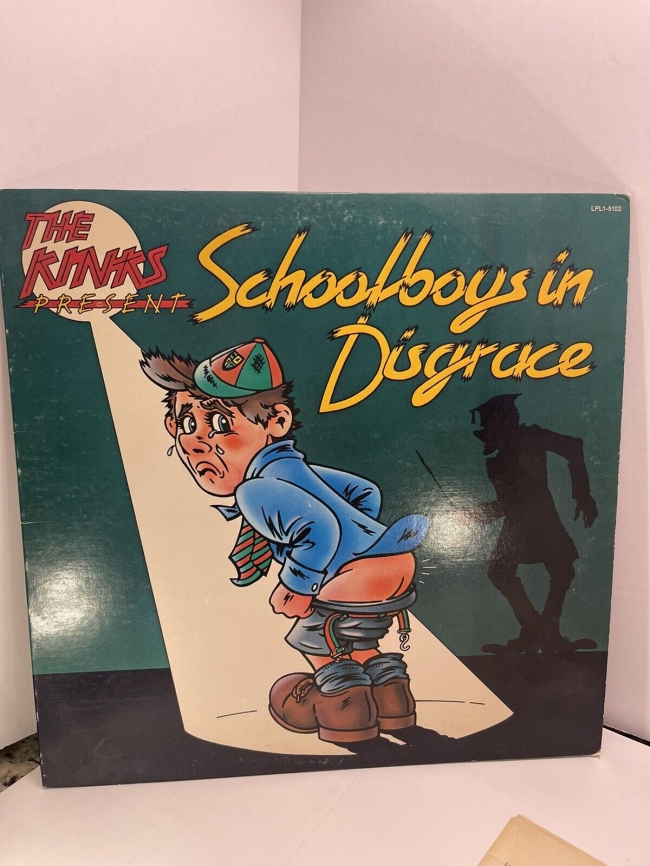 THE
KINKS
PRESENT
Schoolboys in
Disgrace
LPL1-5102